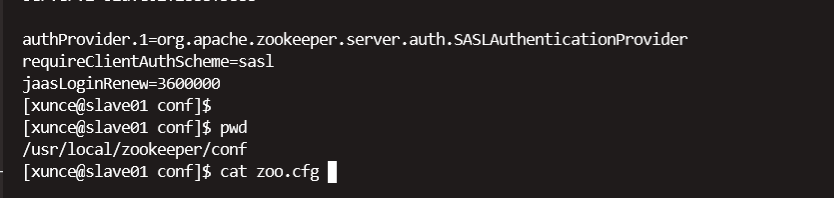 authProvider.1=org.apache.zookeeper.server.auth.SASLAuthenticationProvider
requireClientAuthScheme=sasl
jaasLoginRenew=3600000
[xunce@slave01 conf]$
[xunce@slave01 conf]$ pwd
/usr/local/zookeeper/conf
[xunce@slave01 conf]$ cat zoo.cfg